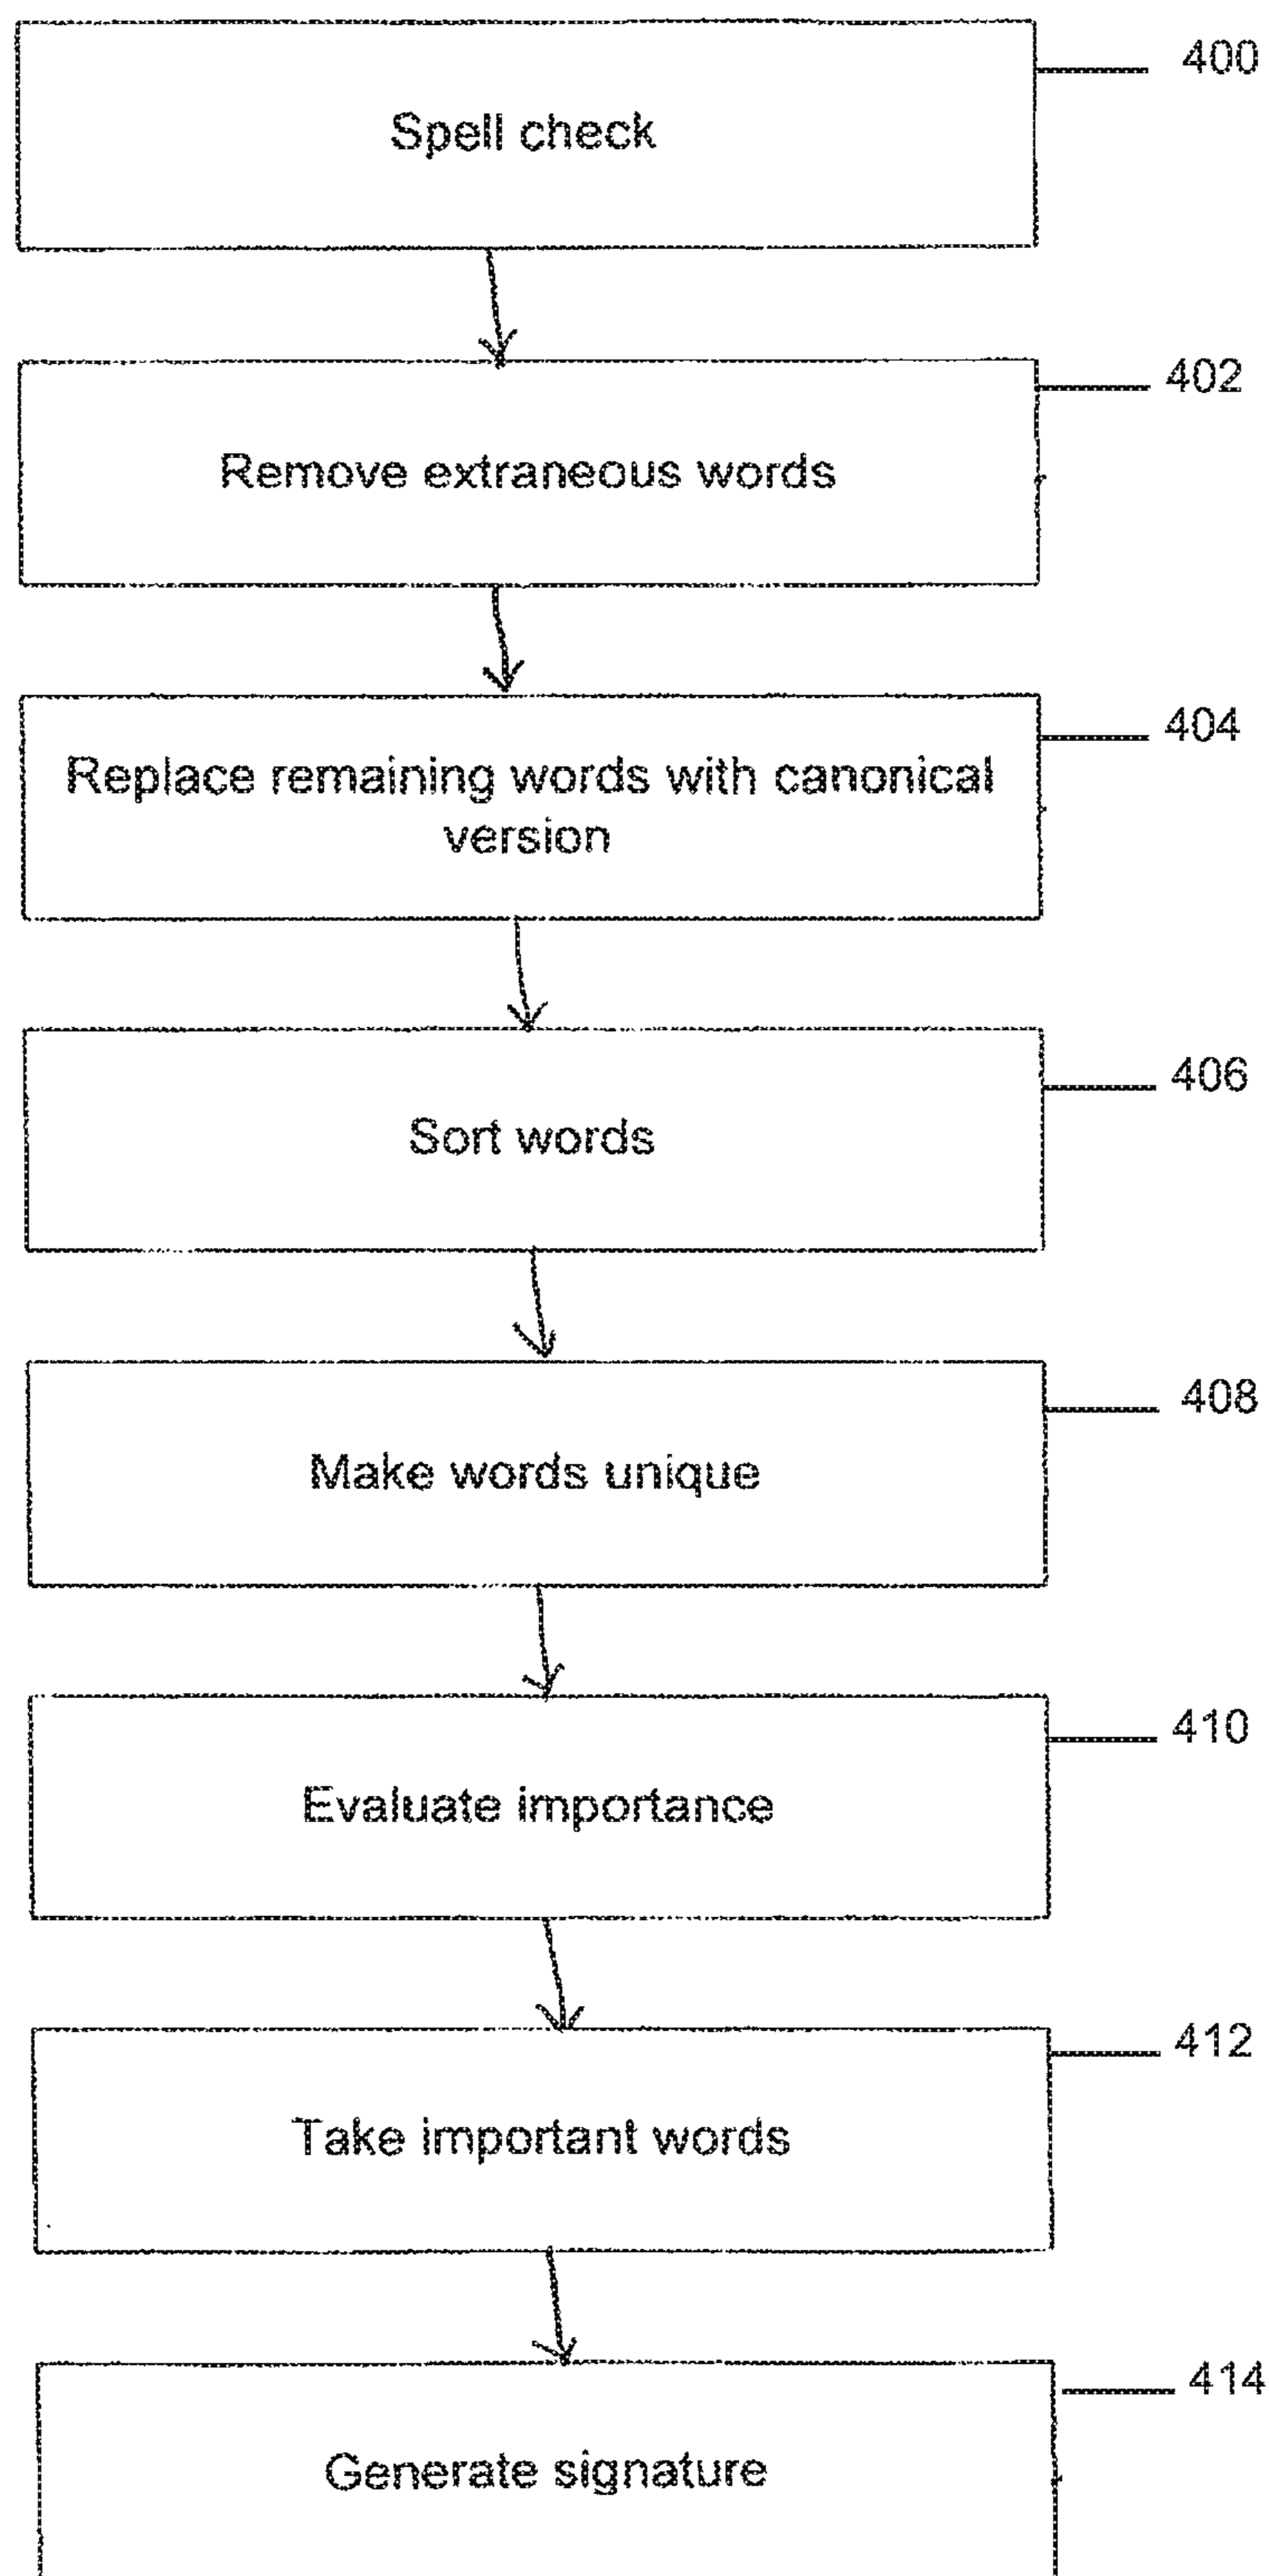 400
Spell check
402
Remove extraneous words
404
Replace remaining words with canonical
version
406
Sort words
408
Make words unique
410
Evaluate importance
412
Take important words
414
Generate signature